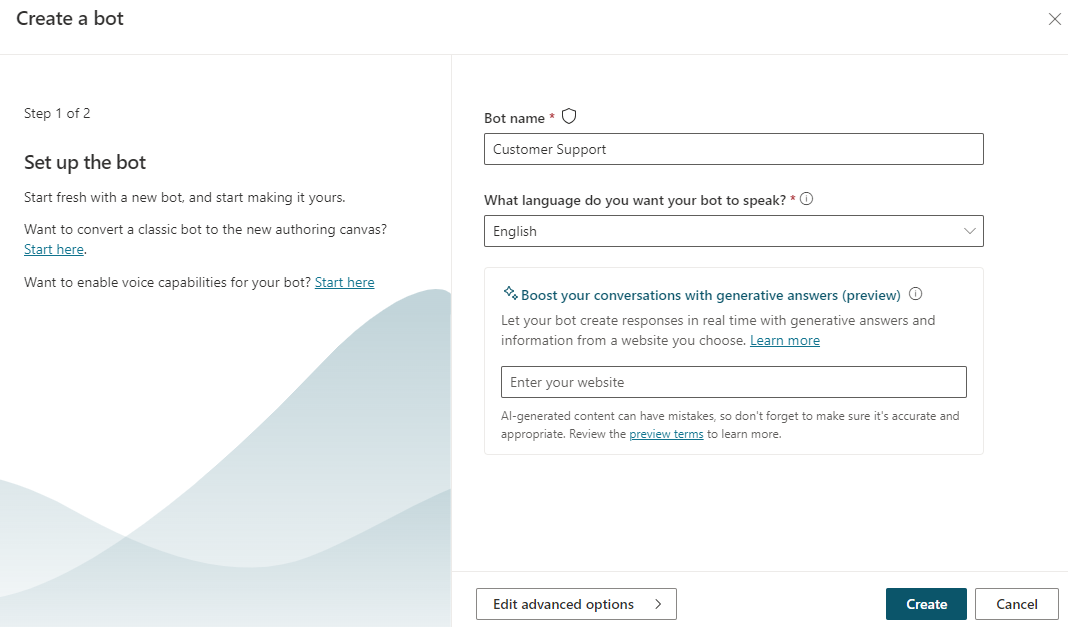 Create a bot
Step 1 of 2
Set up the bot
Start fresh with a new bot, and start making it yours.
Want to convert a classic bot to the new authoring canvas?
Start here.
Want to enable voice capabilities for your bot? Start here
Bot name *
Customer Support
What language do you want your bot to speak? *
English
Boost your conversations with generative answers (preview)
Let your bot create responses in real time with generative answers and
information from a website you choose. Learn more
Enter your website
AI-generated content can have mistakes, so don't forget to make sure it's accurate and
appropriate. Review the preview terms to learn more.
Edit advanced options
Create
Cancel